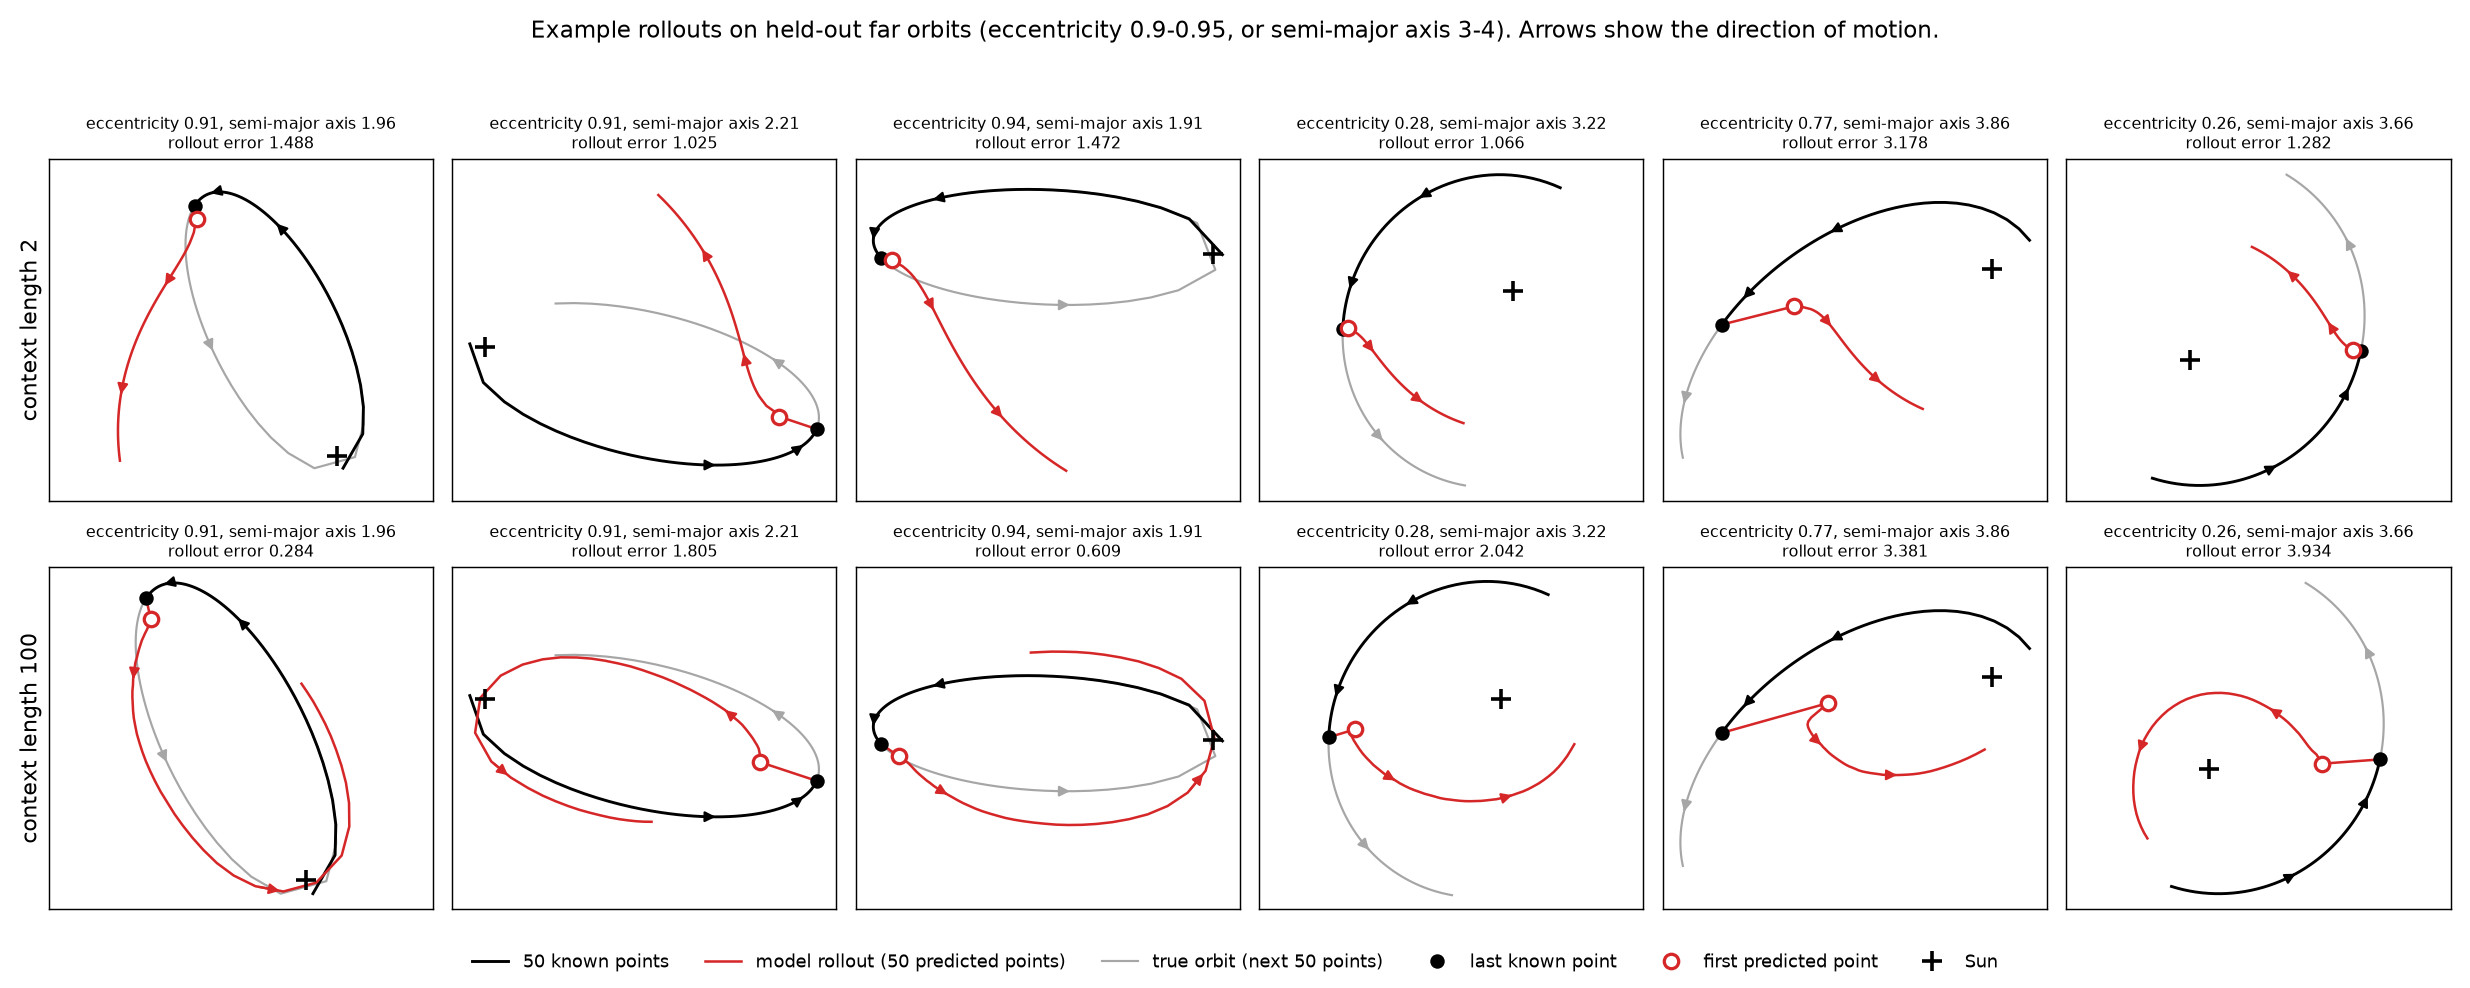 Example rollouts on held-out far orbits (eccentricity 0.9-0.95, or semi-major axis 3-4). Arrows show the direction of motion.
context length 2
eccentricity 0.91, semi-major axis 1.96
rollout error 1.488
eccentricity 0.91, semi-major axis 2.21
rollout error 1.025
eccentricity 0.94, semi-major axis 1.91
rollout error 1.472
eccentricity 0.28, semi-major axis 3.22
rollout error 1.066
eccentricity 0.77, semi-major axis 3.86
rollout error 3.178
eccentricity 0.26, semi-major axis 3.66
rollout error 1.282
context length 100
eccentricity 0.91, semi-major axis 1.96
rollout error 0.284
eccentricity 0.91, semi-major axis 2.21
rollout error 1.805
eccentricity 0.94, semi-major axis 1.91
rollout error 0.609
eccentricity 0.28, semi-major axis 3.22
rollout error 2.042
eccentricity 0.77, semi-major axis 3.86
rollout error 3.381
eccentricity 0.26, semi-major axis 3.66
rollout error 3.934
50 known points
model rollout (50 predicted points)
true orbit (next 50 points)
last known point
first predicted point
Sun